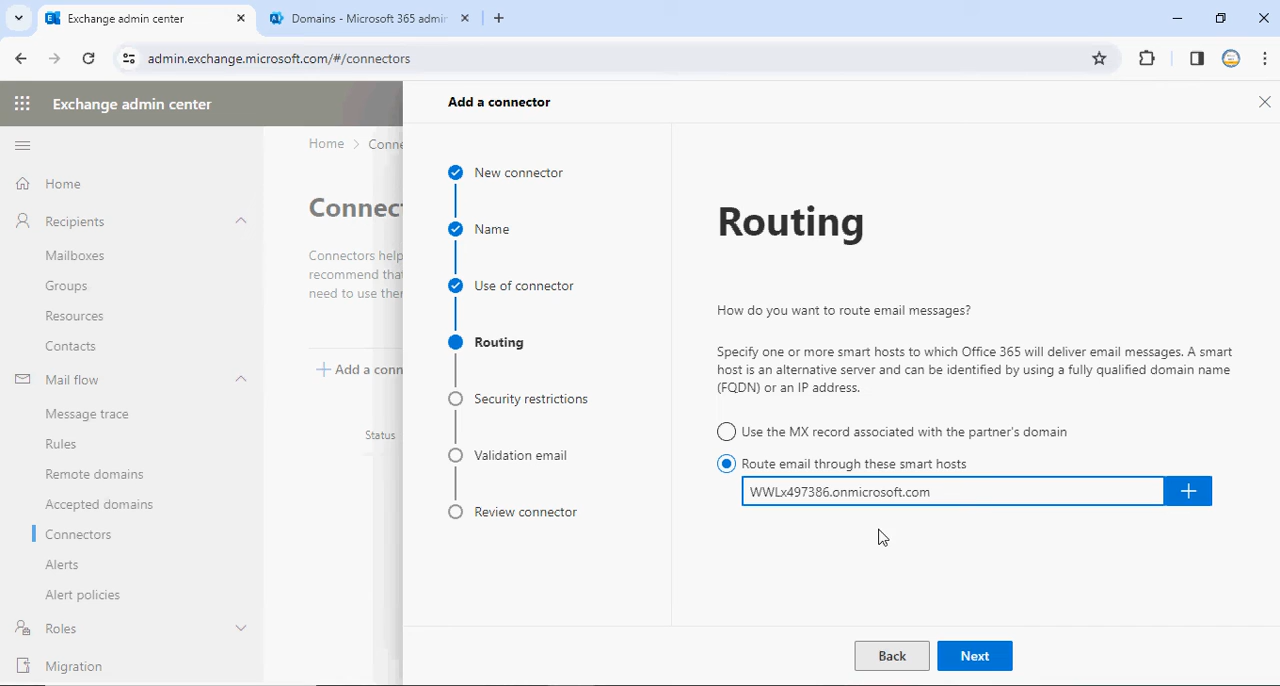 Exchange admin center
Domains - Microsoft 365 admin
admin.exchange.microsoft.com/#/connectors
Exchange admin center
Home
Recipients
Mailboxes
Groups
Resources
Contacts
Mail flow
Message trace
Rules
Remote domains
Accepted domains
Connectors
Alerts
Alert policies
Roles
Migration
Home > Conne
Connec
Connectors help
recommend tha
need to use the
Add a conn
Status
Add a connector
New connector
Name
Use of connector
Routing
Security restrictions
Validation email
Review connector
Routing
How do you want to route email messages?
Specify one or more smart hosts to which Office 365 will deliver email messages. A smart
host is an alternative server and can be identified by using a fully qualified domain name
(FQDN) or an IP address.
Use the MX record associated with the partner's domain
Route email through these smart hosts
WWLx497386.onmicrosoft.com
Back
Next